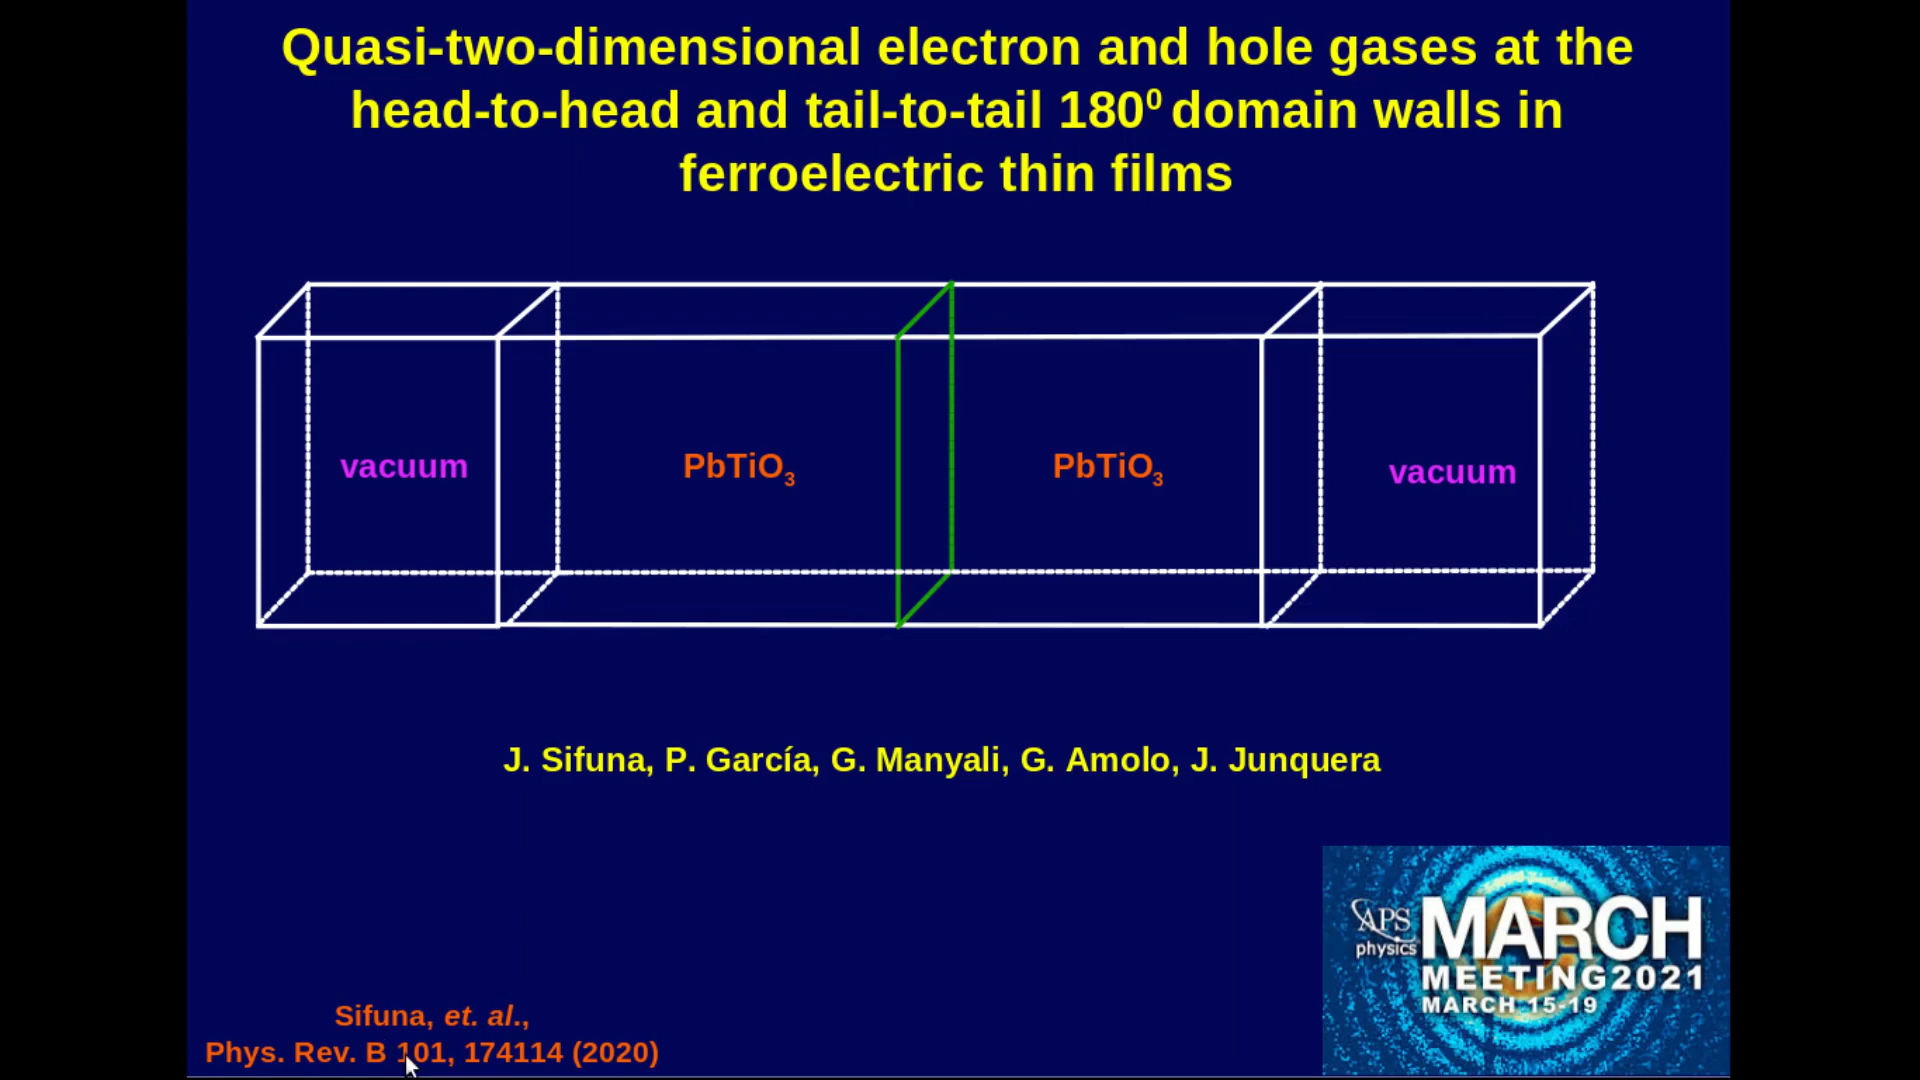 Quasi-two-dimensional electron and hole gases at the
head-to-head and tail-to-tail 180⁰ domain walls in
ferroelectric thin films
vacuum
PbTiO₃
PbTiO₃
vacuum
J. Sifuna, P. García, G. Manyali, G. Amolo, J. Junquera
APS
physics
MARCH
MEETING2021
MARCH 15-19
Sifuna, et. al.,
Phys. Rev. B 101, 174114 (2020)